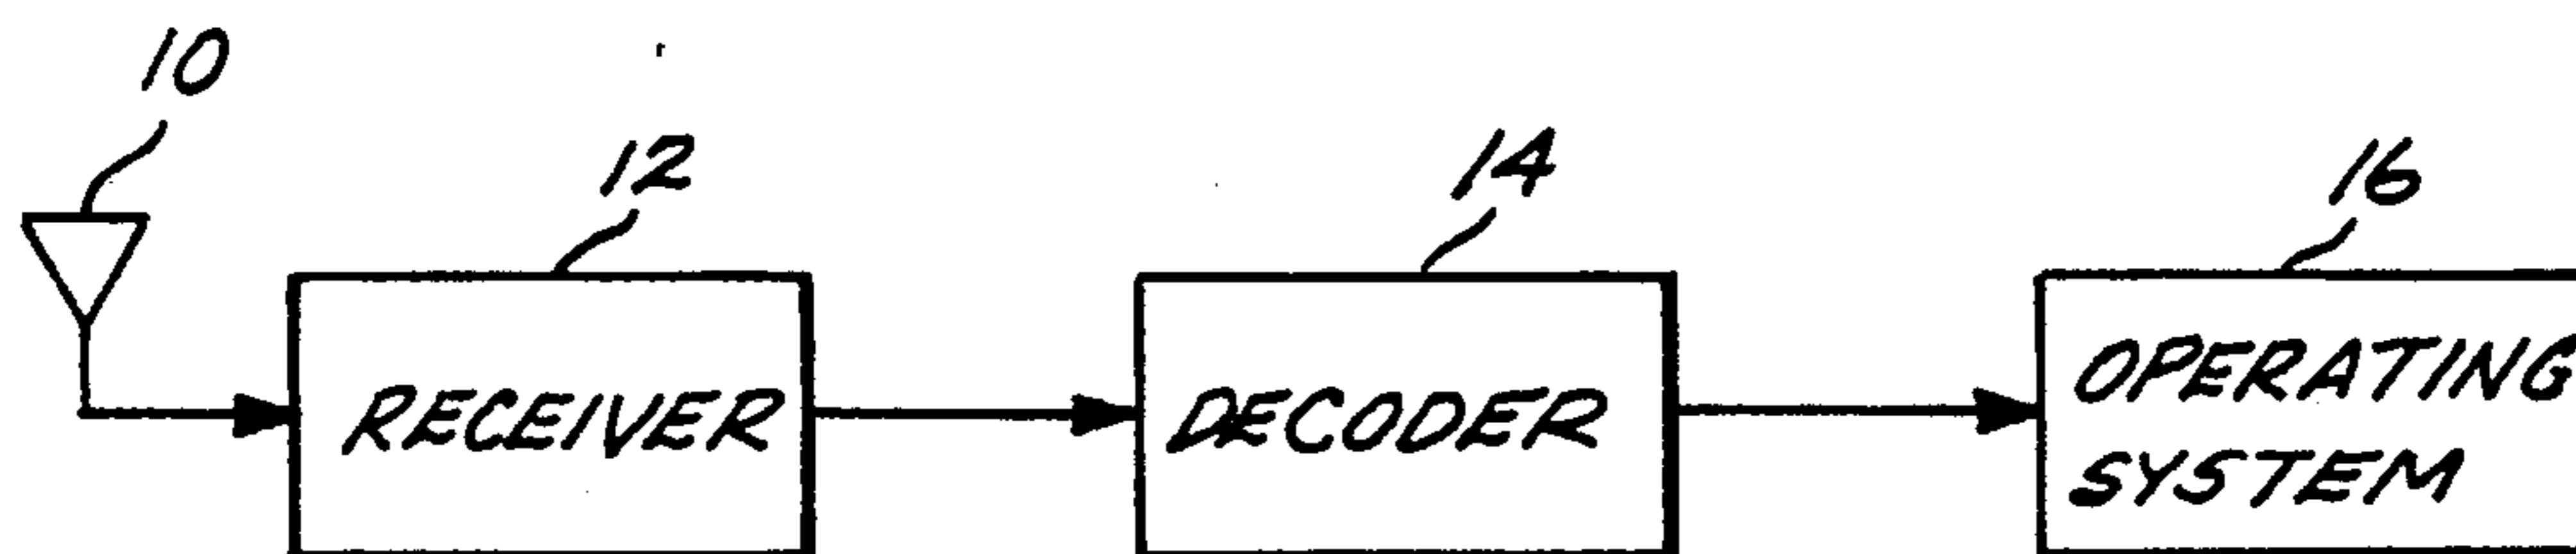 10
12
14
16
RECEIVER
DECODER
OPERATING
SYSTEM